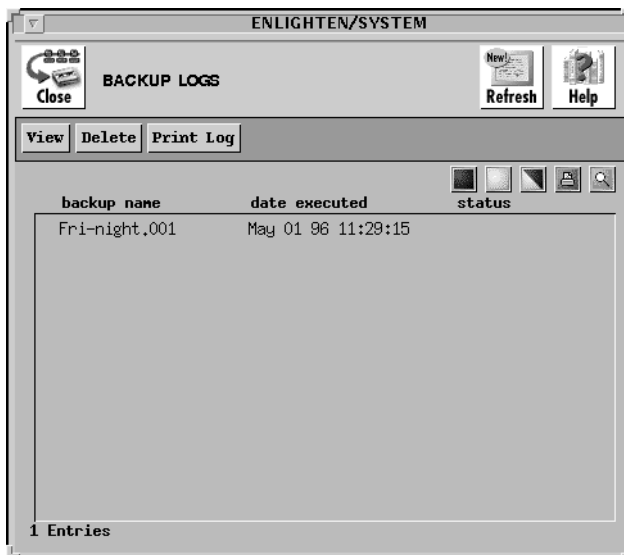 ENLIGHTEN/SYSTEM
Close
BACKUP LOGS
New!
Refresh
Help
View
Delete
Print Log
backup name date executed status
Fri-night.001 May 01 96 11:29:15
1 Entries